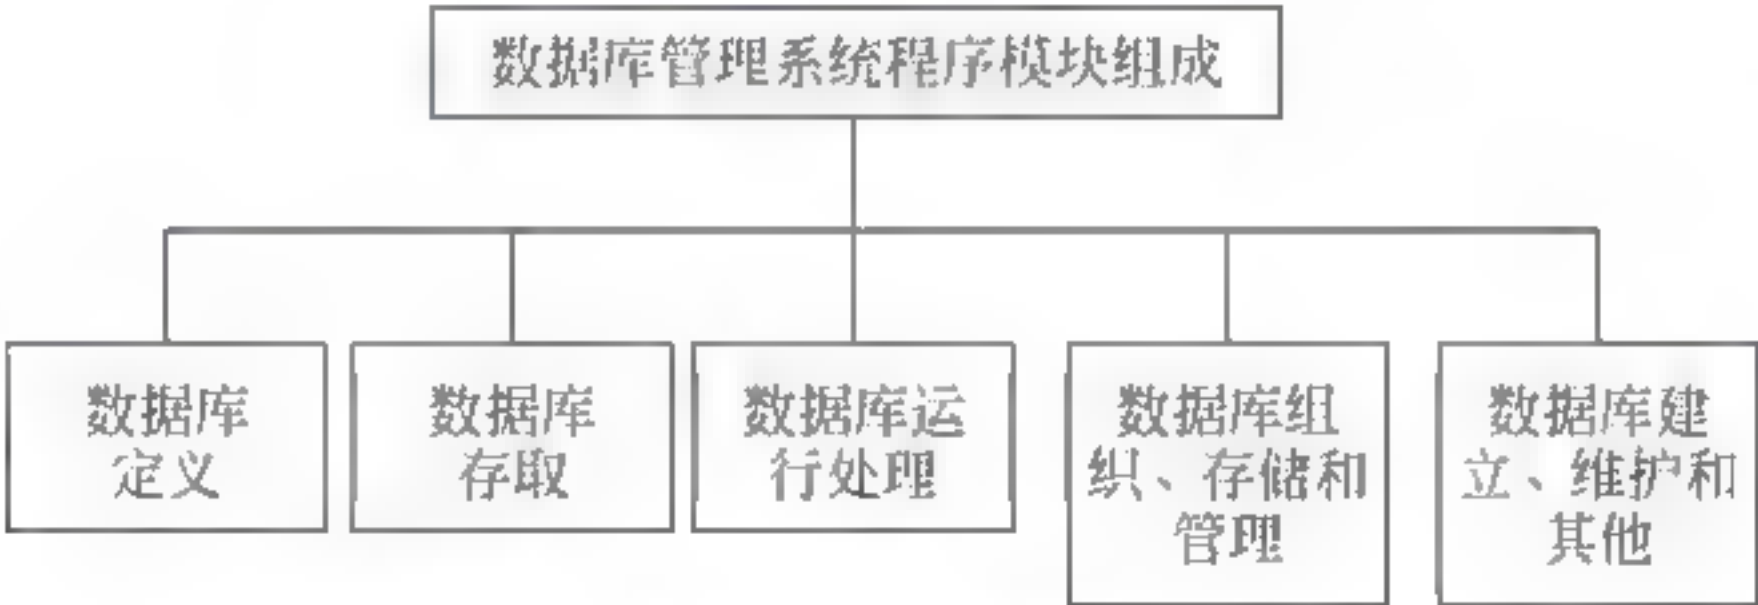 数据库管理系统程序模块组成
数据库
定义
数据库
存取
数据库运
行处理
数据库组
织、存储和
管理
数据库建
立、维护和
其他